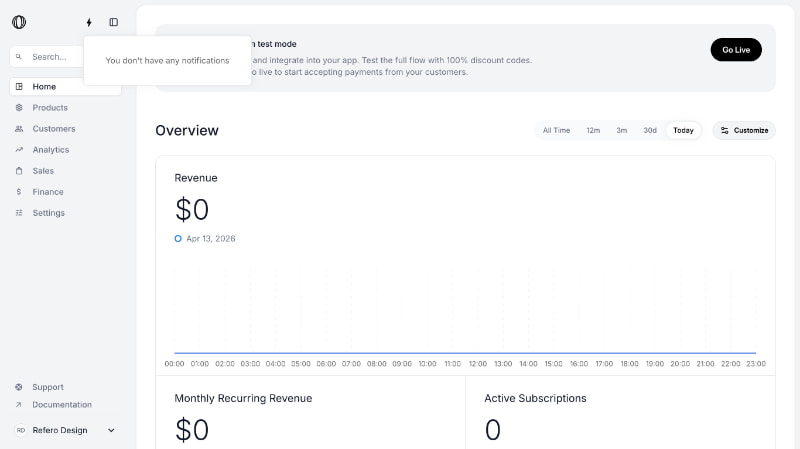 Search...
You don't have any notifications
Home
Products
Customers
Analytics
Sales
Finance
Settings
Support
Documentation
RD
Refero Design
test mode
and integrate into your app. Test the full flow with 100% discount codes.
live to start accepting payments from your customers.
Go Live
Overview
All Time
12m
3m
30d
Today
Customize
Revenue
$0
Apr 13, 2026
00:00 01:00 02:00 03:00 04:00 05:00 06:00 07:00 08:00 09:00 10:00 11:00 12:00 13:00 14:00 15:00 16:00 17:00 18:00 19:00 20:00 21:00 22:00 23:00
Monthly Recurring Revenue
$0
Active Subscriptions
0